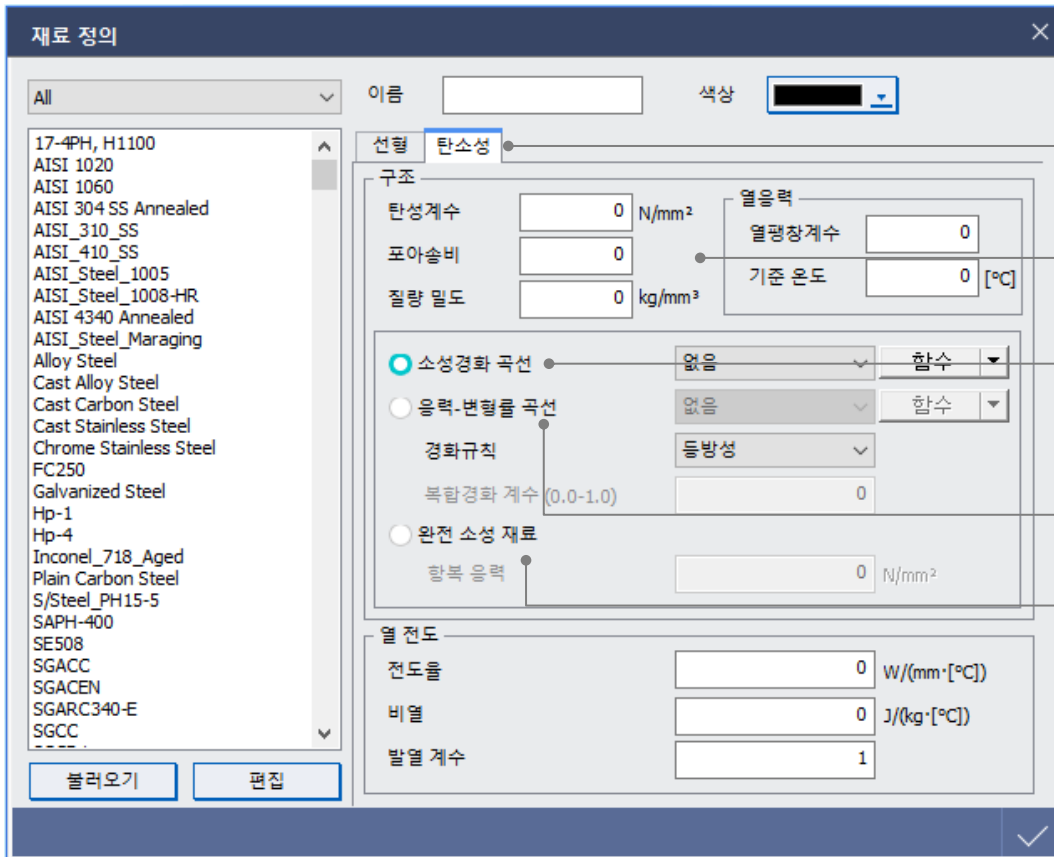 재료 정의
All
이름
색상
17-4PH, H1100
AISI 1020
AISI 1060
AISI 304 SS Annealed
AISI_310_SS
AISI_410_SS
AISI_Steel_1005
AISI_Steel_1008-HR
AISI 4340 Annealed
AISI_Steel_Maraging
Alloy Steel
Cast Alloy Steel
Cast Carbon Steel
Cast Stainless Steel
Chrome Stainless Steel
FC250
Galvanized Steel
Hp-1
Hp-4
Inconel_718_Aged
Plain Carbon Steel
S/Steel_PH15-5
SAPH-400
SE508
SGACC
SGACEN
SGARC340-E
SGCC
불러오기 편집
선형 탄소성
구조
탄성계수 0 N/mm²
포아송비 0
질량 밀도 0 kg/mm³
열응력
열팽창계수 0
기준 온도 0 [℃]
소성경화 곡선 없음 함수
응력-변형률 곡선 없음 함수
경화규칙 등방성
복합경화 계수 (0.0-1.0) 0
완전 소성 재료
항복 응력 0 N/mm²
열 전도
전도율 0 W/(mm·[℃])
비열 0 J/(kg·[℃])
발열 계수 1